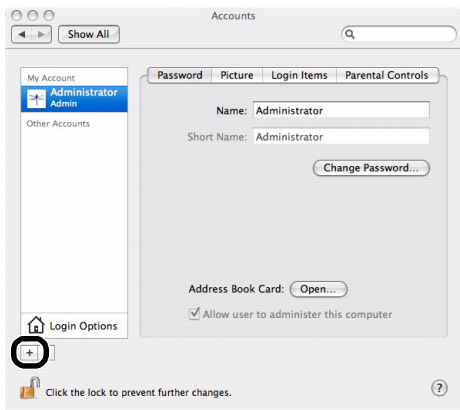 Accounts
Show All
My Account
Administrator
Admin
Other Accounts
Login Options
+
Password Picture Login Items Parental Controls
Name: Administrator
Short Name: Administrator
Change Password...
Address Book Card: Open...
Allow user to administer this computer
Click the lock to prevent further changes.
?